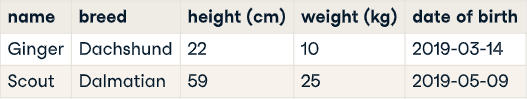 name breed height (cm) weight (kg) date of birth
Ginger Dachshund 22 10 2019-03-14
Scout Dalmatian 59 25 2019-05-09